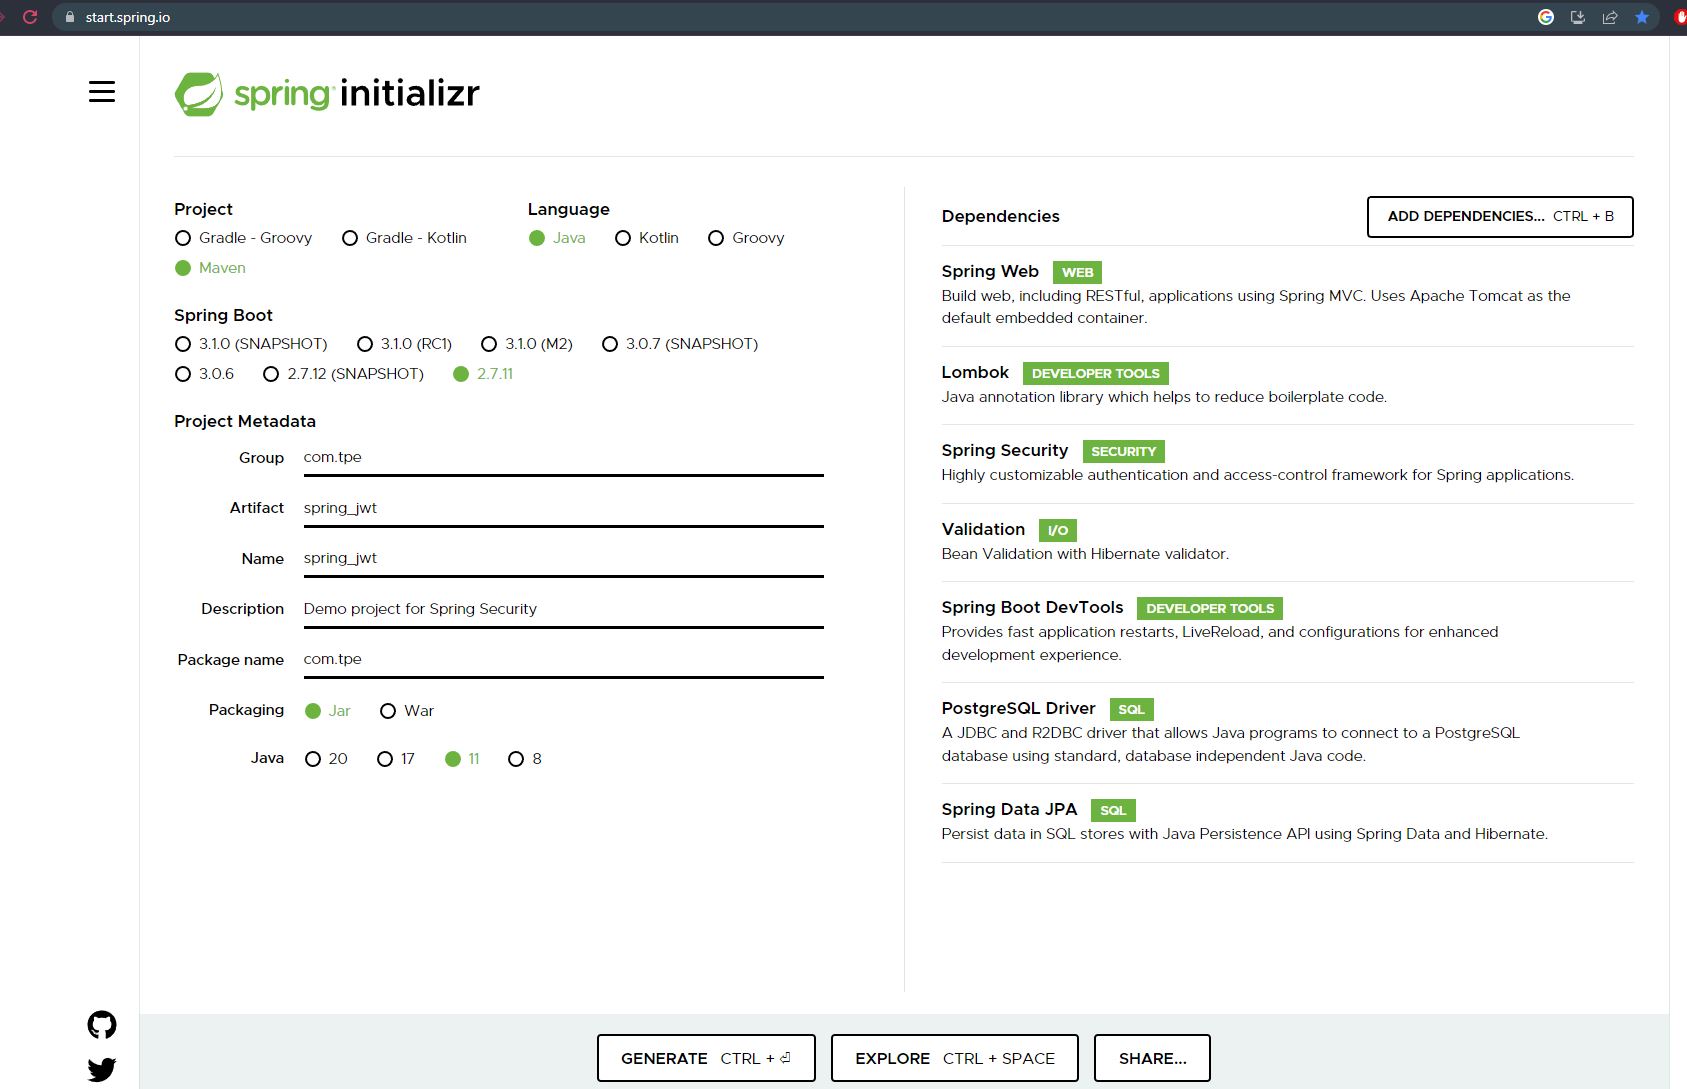 start.spring.io
spring initializr
Project
Gradle - Groovy Gradle - Kotlin
Maven
Language
Java Kotlin Groovy
Spring Boot
3.1.0 (SNAPSHOT) 3.1.0 (RC1) 3.1.0 (M2) 3.0.7 (SNAPSHOT)
3.0.6 2.7.12 (SNAPSHOT) 2.7.11
Project Metadata
Group com.tpe
Artifact spring_jwt
Name spring_jwt
Description Demo project for Spring Security
Package name com.tpe
Packaging Jar War
Java 20 17 11 8
Dependencies ADD DEPENDENCIES... CTRL + B
Spring Web WEB
Build web, including RESTful, applications using Spring MVC. Uses Apache Tomcat as the
default embedded container.
Lombok DEVELOPER TOOLS
Java annotation library which helps to reduce boilerplate code.
Spring Security SECURITY
Highly customizable authentication and access-control framework for Spring applications.
Validation I/O
Bean Validation with Hibernate validator.
Spring Boot DevTools DEVELOPER TOOLS
Provides fast application restarts, LiveReload, and configurations for enhanced
development experience.
PostgreSQL Driver SQL
A JDBC and R2DBC driver that allows Java programs to connect to a PostgreSQL
database using standard, database independent Java code.
Spring Data JPA SQL
Persist data in SQL stores with Java Persistence API using Spring Data and Hibernate.
GENERATE CTRL + ⏎ EXPLORE CTRL + SPACE SHARE...